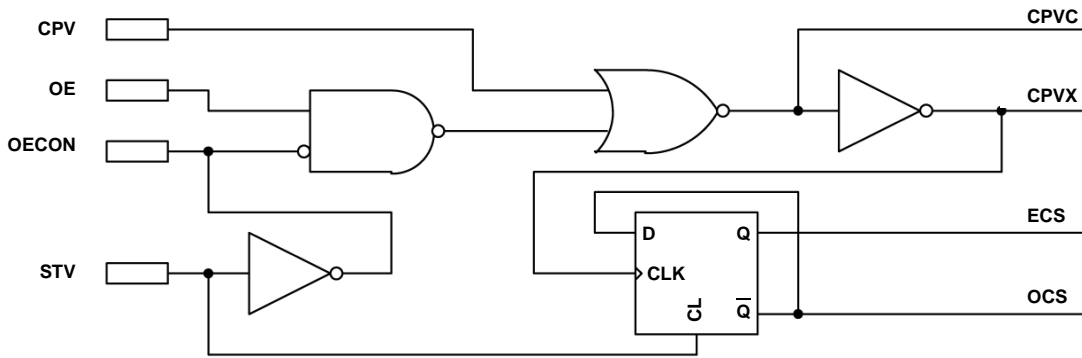 CPV
CPVC
OE
CPVX
OECON
D Q
ECS
STV
CLK
CL
Q
OCS